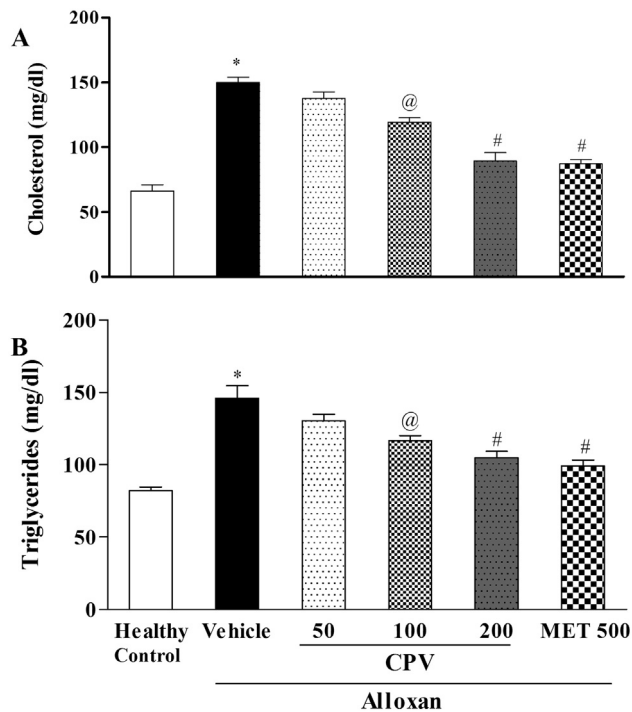 A
Cholesterol (mg/dl)
200
150
100
50
0
*
@
#
#
B
Triglycerides (mg/dl)
200
150
100
50
0
*
@
#
#
Healthy Vehicle 50 100 200 MET 500
Control
CPV
Alloxan